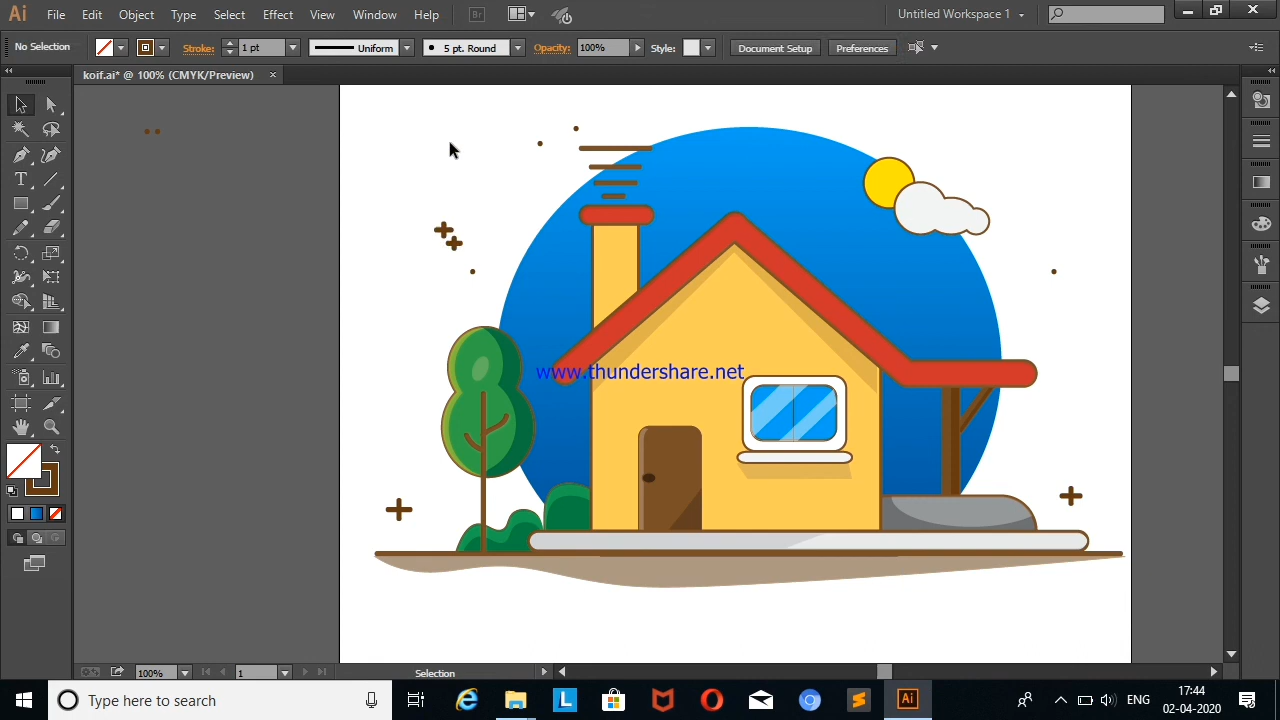 Ai File Edit Object Type Select Effect View Window Help Br Untitled Workspace 1
No Selection Stroke: 1 pt Uniform 5 pt. Round Opacity: 100% Style: Document Setup Preferences
koif.ai* @ 100% (CMYK/Preview)
www.thundershare.net
100% 1 Selection
Type here to search L Ai ENG 17:44
02-04-2020